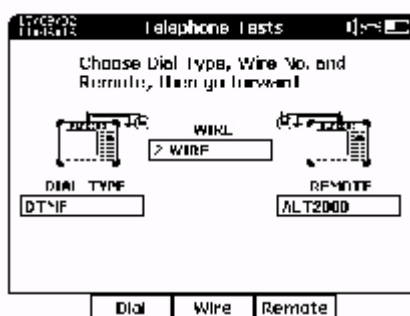 Telephone Tests
Choose Dial Type, Wire No. and
Remote, then go forward
WIRE
2 WIRE
DIAL TYPE
REMOTE
DTMF
ALT2000
Dial
Wire
Remote